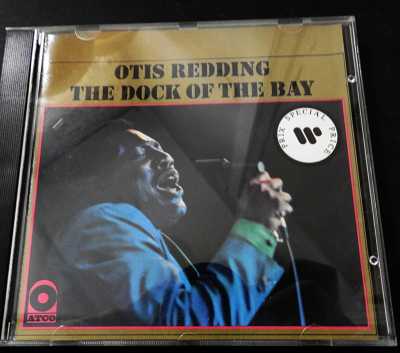 OTIS REDDING
THE DOCK OF THE BAY
PRIX SPECIAL PRICE
ATCO